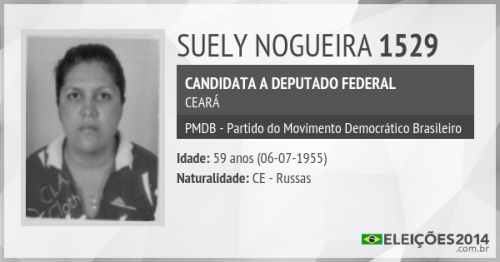 SUELY NOGUEIRA 1529
CANDIDATA A DEPUTADO FEDERAL
CEARÁ
PMDB - Partido do Movimento Democrático Brasileiro
Idade: 59 anos (06-07-1955)
Naturalidade: CE - Russas
ELEIÇÕES2014
.com.br